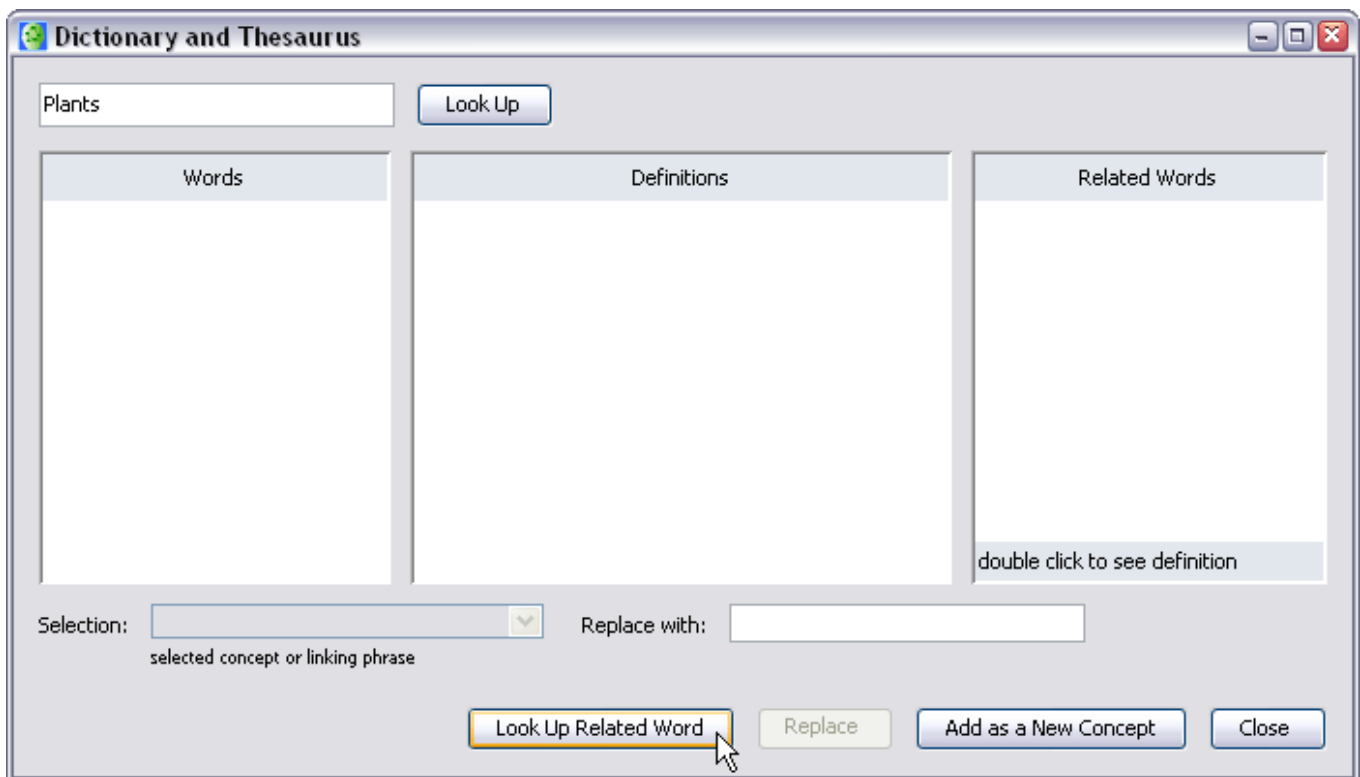 Dictionary and Thesaurus
Plants
Look Up
Words
Definitions
Related Words
double click to see definition
Selection:
Replace with:
selected concept or linking phrase
Look Up Related Word
Replace
Add as a New Concept
Close